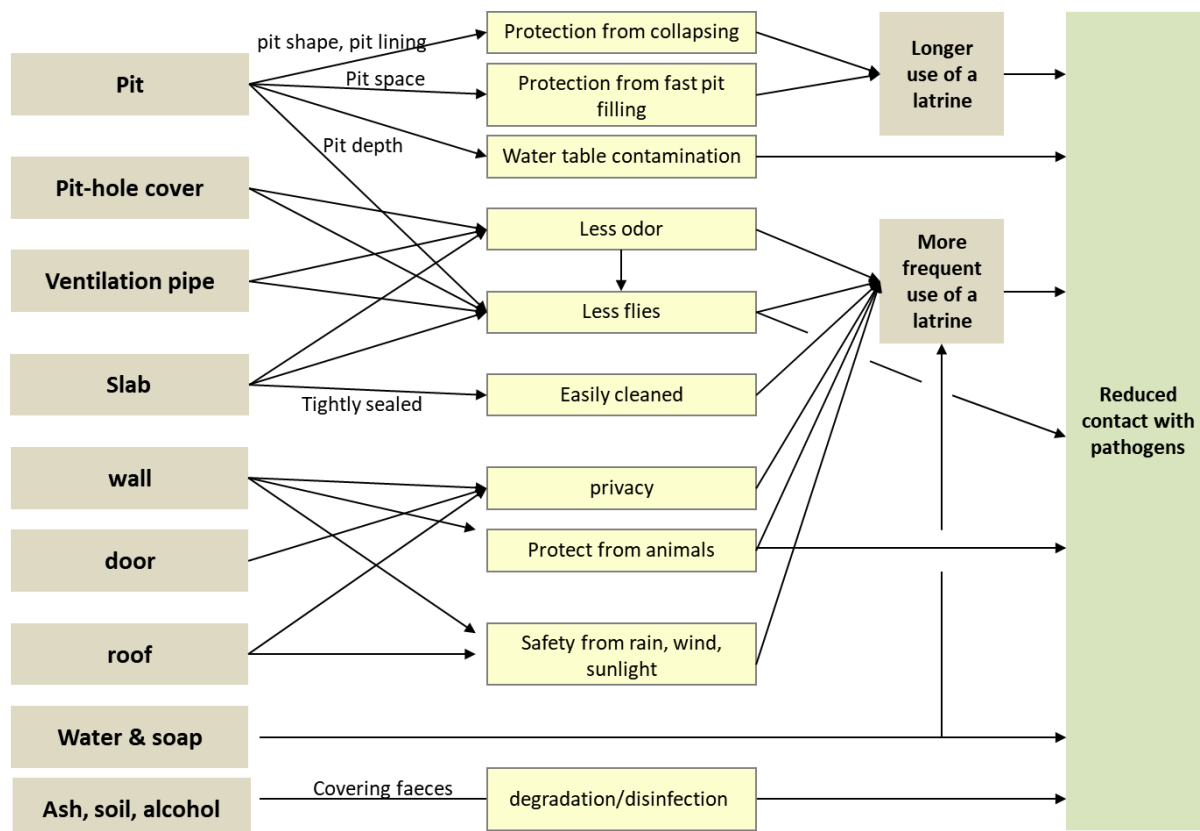 Pit
pit shape, pit lining
Pit space
Pit depth
Protection from collapsing
Protection from fast pit
filling
Water table contamination
Longer
use of a
latrine
Pit-hole cover
Ventilation pipe
Slab
Tightly sealed
Less odor
Less flies
Easily cleaned
More
frequent
use of a
latrine
wall
door
roof
privacy
Protect from animals
Safety from rain, wind,
sunlight
Water & soap
Ash, soil, alcohol
Covering faeces
degradation/disinfection
Reduced
contact with
pathogens